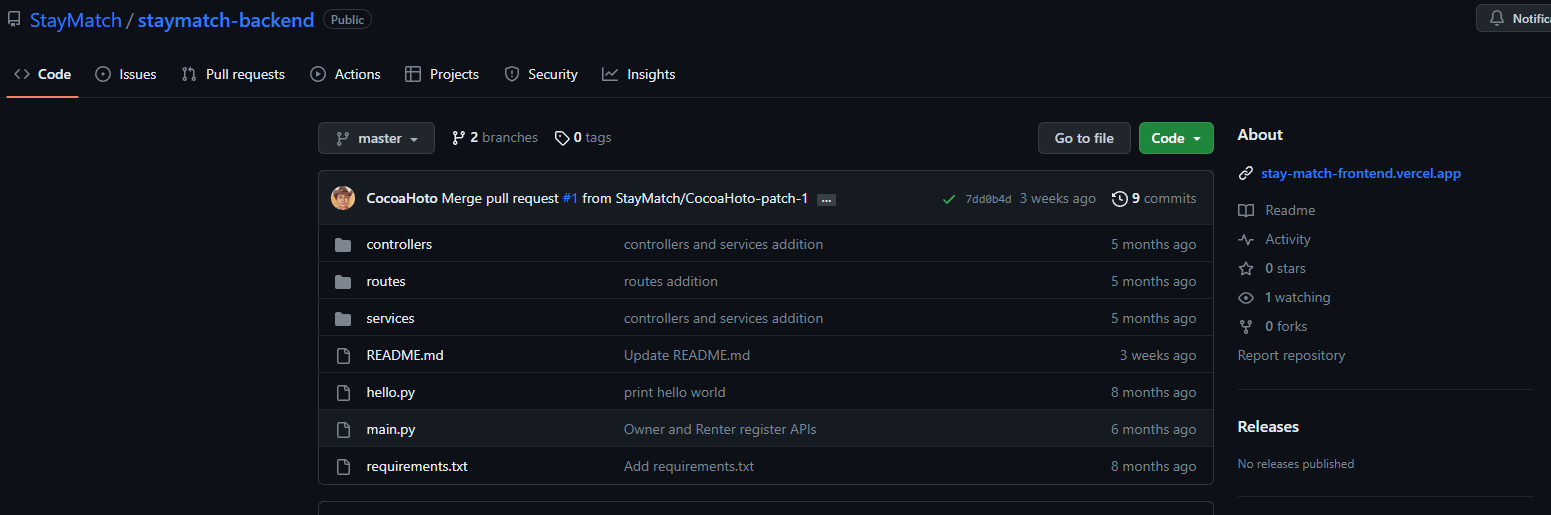 StayMatch / staymatch-backend Public
Notific
Code Issues Pull requests Actions Projects Security Insights
master 2 branches 0 tags Go to file Code
CocoaHoto Merge pull request #1 from StayMatch/CocoaHoto-patch-1 ... 7dd0b4d 3 weeks ago 9 commits
controllers controllers and services addition 5 months ago
routes routes addition 5 months ago
services controllers and services addition 5 months ago
README.md Update README.md 3 weeks ago
hello.py print hello world 8 months ago
main.py Owner and Renter register APIs 6 months ago
requirements.txt Add requirements.txt 8 months ago
About
stay-match-frontend.vercel.app
Readme
Activity
0 stars
1 watching
0 forks
Report repository
Releases
No releases published